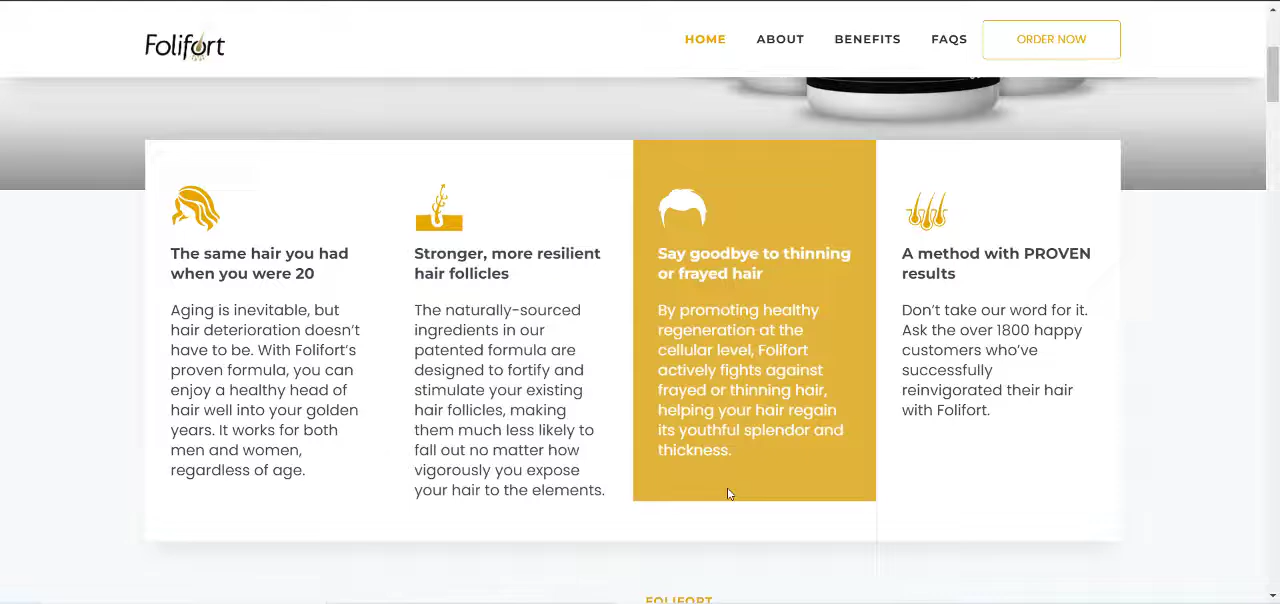 Folifort
HOME ABOUT BENEFITS FAQS ORDER NOW
The same hair you had
when you were 20
Aging is inevitable, but
hair deterioration doesn’t
have to be. With Folifort’s
proven formula, you can
enjoy a healthy head of
hair well into your golden
years. It works for both
men and women,
regardless of age.
Stronger, more resilient
hair follicles
The naturally-sourced
ingredients in our
patented formula are
designed to fortify and
stimulate your existing
hair follicles, making
them much less likely to
fall out no matter how
vigorously you expose
your hair to the elements.
Say goodbye to thinning
or frayed hair
By promoting healthy
regeneration at the
cellular level, Folifort
actively fights against
frayed or thinning hair,
helping your hair regain
its youthful splendor and
thickness.
A method with PROVEN
results
Don’t take our word for it.
Ask the over 1800 happy
customers who’ve
successfully
reinvigorated their hair
with Folifort.
FOLIFORT